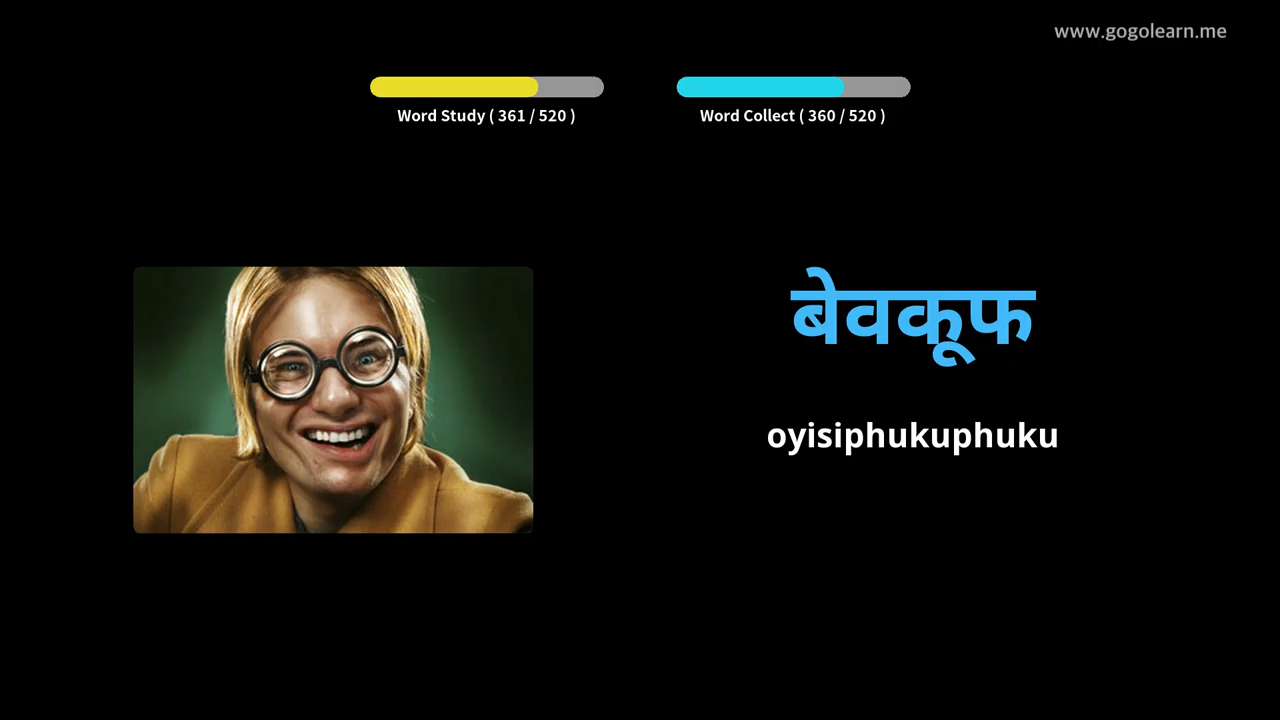 www.gogolearn.me
Word Study ( 361 / 520 )
Word Collect ( 360 / 520 )
बेवकूफ
oyisiphukuphuku